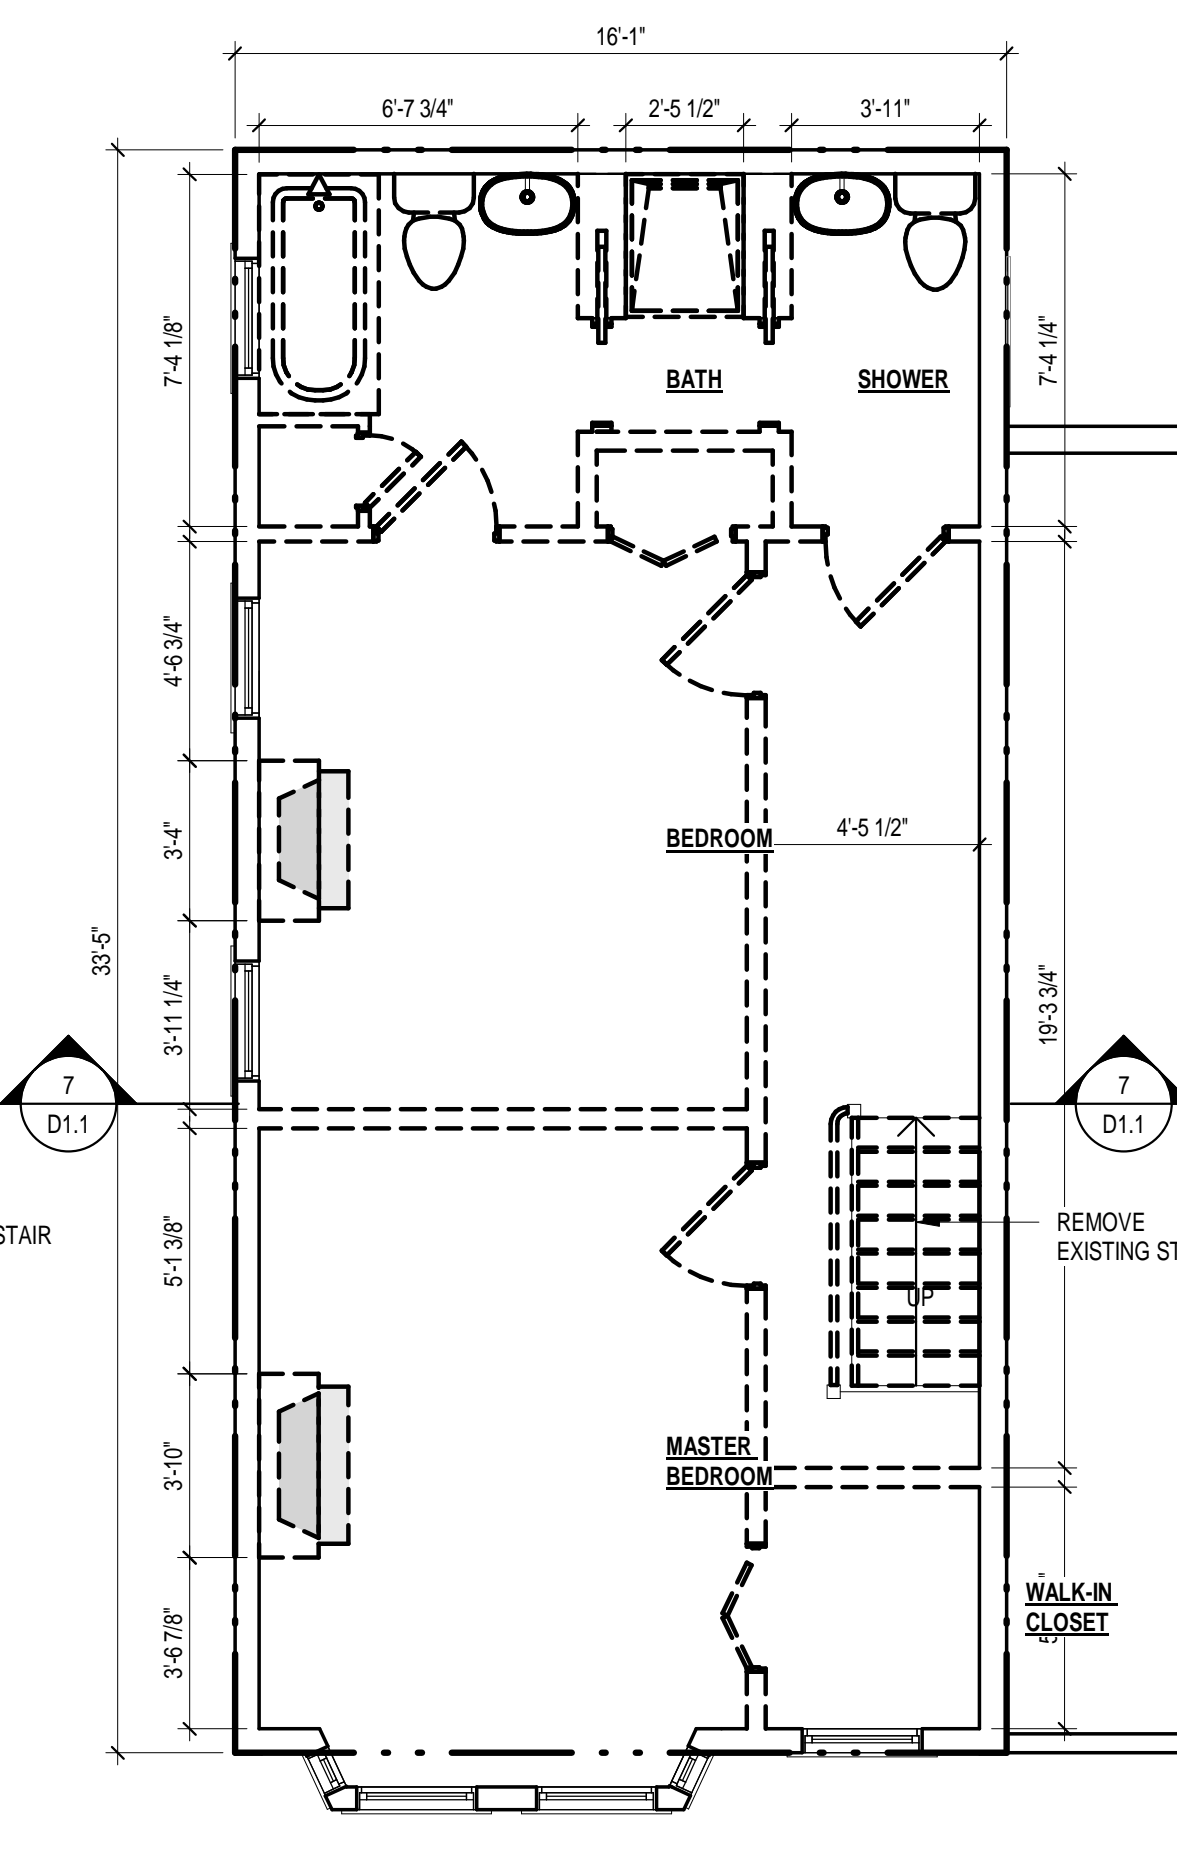 16'-1"
6'-7 3/4"
2'-5 1/2"
3'-11"
7'-4 1/8"
7'-4 1/4"
BATH
SHOWER
4'-6 3/4"
3'-4"
BEDROOM
4'-5 1/2"
33'-5"
3'-11 1/4"
19'-3 3/4"
7
D1.1
7
D1.1
STAIR
REMOVE
EXISTING ST
5'-1 3/8"
UP
MASTER
BEDROOM
3'-10"
WALK-IN
CLOSET
3'-6 7/8"